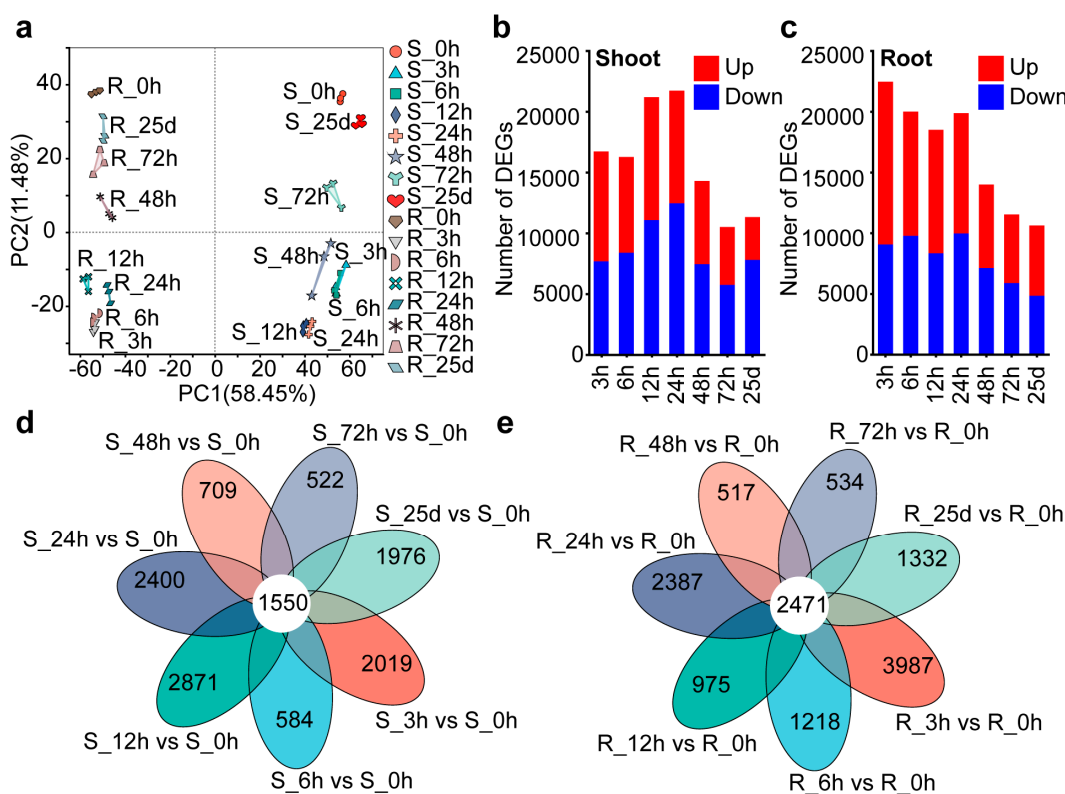 a
PC2(11.48%)
40
20
0
-20
-60
-40
-20
0
20
40
60
PC1(58.45%)
R_0h
R_25d
R_72h
R_48h
R_12h
R_24h
R_6h
R_3h
S_0h
S_25d
S_72h
S_48h
S_3h
S_6h
S_12h
S_24h
S_0h
S_3h
S_6h
S_12h
S_24h
S_48h
S_72h
S_25d
R_0h
R_3h
R_6h
R_12h
R_24h
R_48h
R_72h
R_25d
b
Shoot
Up
Down
Number of DEGs
25000
20000
15000
10000
5000
0
3h
6h
12h
24h
48h
72h
25d
c
Root
Up
Down
Number of DEGs
25000
20000
15000
10000
5000
0
3h
6h
12h
24h
48h
72h
25d
d
S_48h vs S_0h
S_72h vs S_0h
709
522
S_25d vs S_0h
S_24h vs S_0h
1976
2400
1550
2019
2871
584
S_3h vs S_0h
S_12h vs S_0h
S_6h vs S_0h
e
R_72h vs R_0h
R_48h vs R_0h
517
534
R_25d vs R_0h
R_24h vs R_0h
1332
2387
2471
3987
975
1218
R_3h vs R_0h
R_12h vs R_0h
R_6h vs R_0h